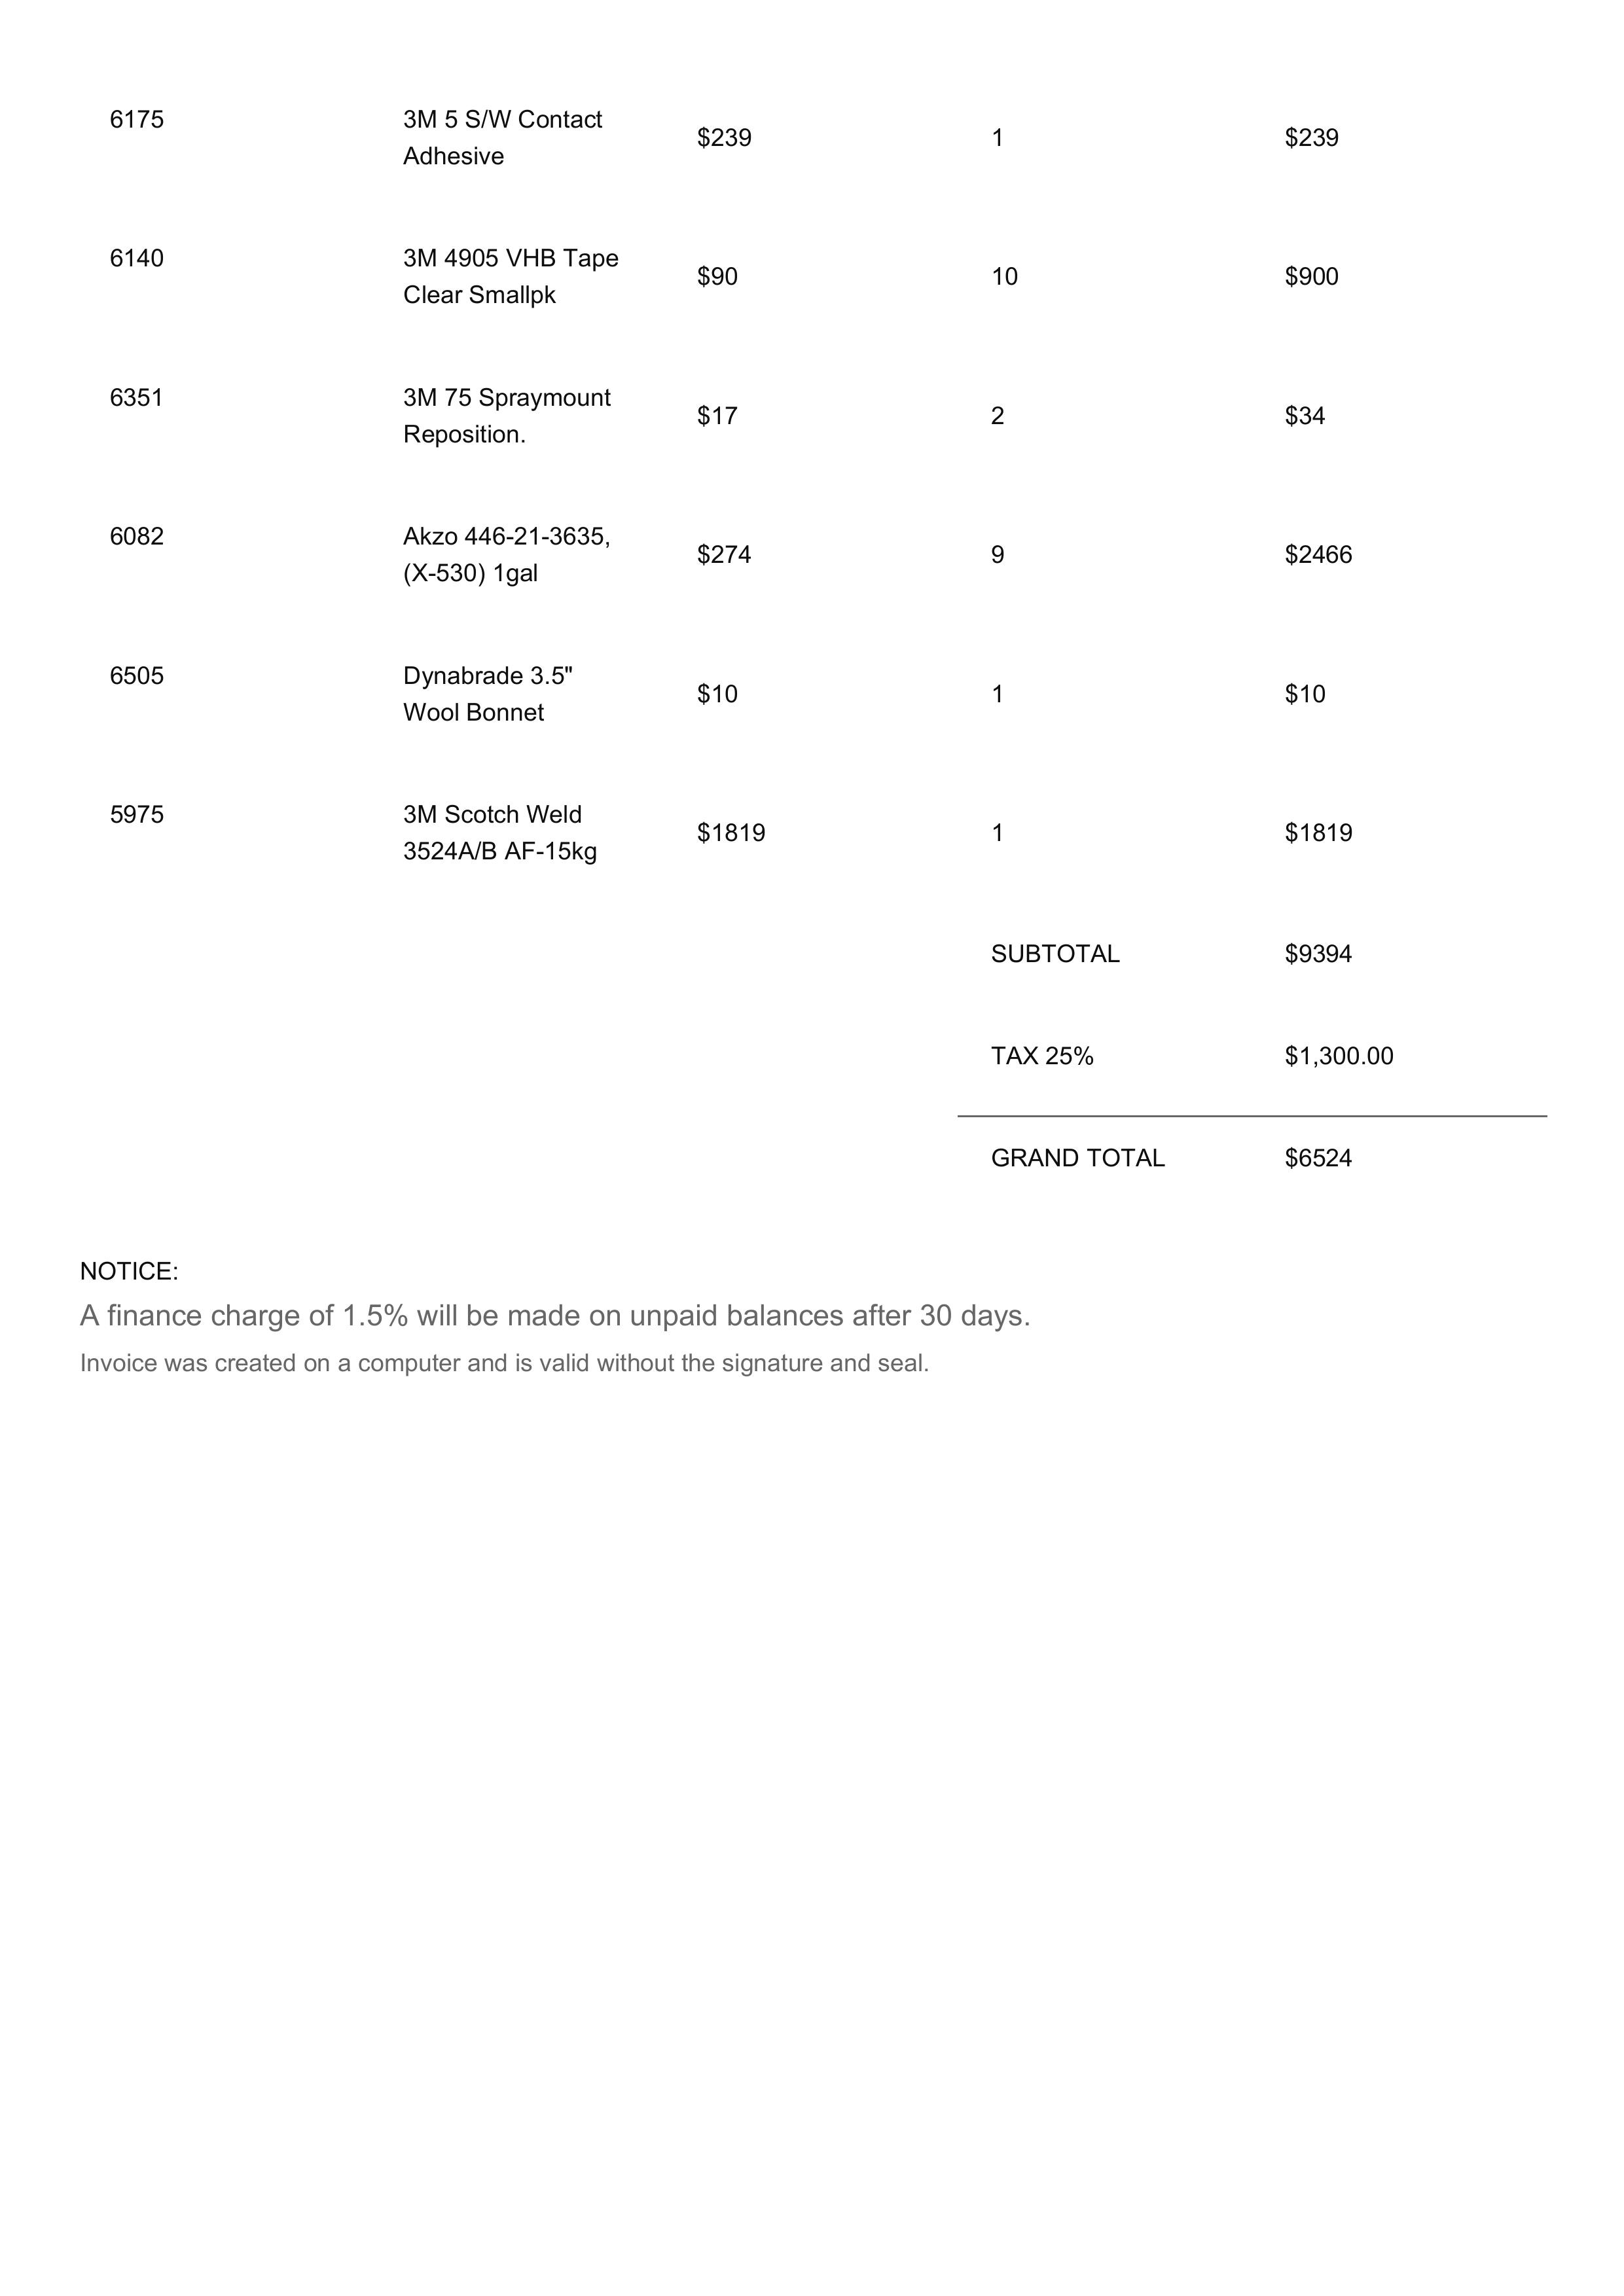 6175 3M 5 S/W Contact $239 1 $239
Adhesive
6140 3M 4905 VHB Tape $90 10 $900
Clear Smallpk
6351 3M 75 Spraymount $17 2 $34
Reposition.
6082 Akzo 446-21-3635, $274 9 $2466
(X-530) 1gal
6505 Dynabrade 3.5" $10 1 $10
Wool Bonnet
5975 3M Scotch Weld $1819 1 $1819
3524A/B AF-15kg
SUBTOTAL $9394
TAX 25% $1,300.00
GRAND TOTAL $6524
NOTICE:
A finance charge of 1.5% will be made on unpaid balances after 30 days.
Invoice was created on a computer and is valid without the signature and seal.